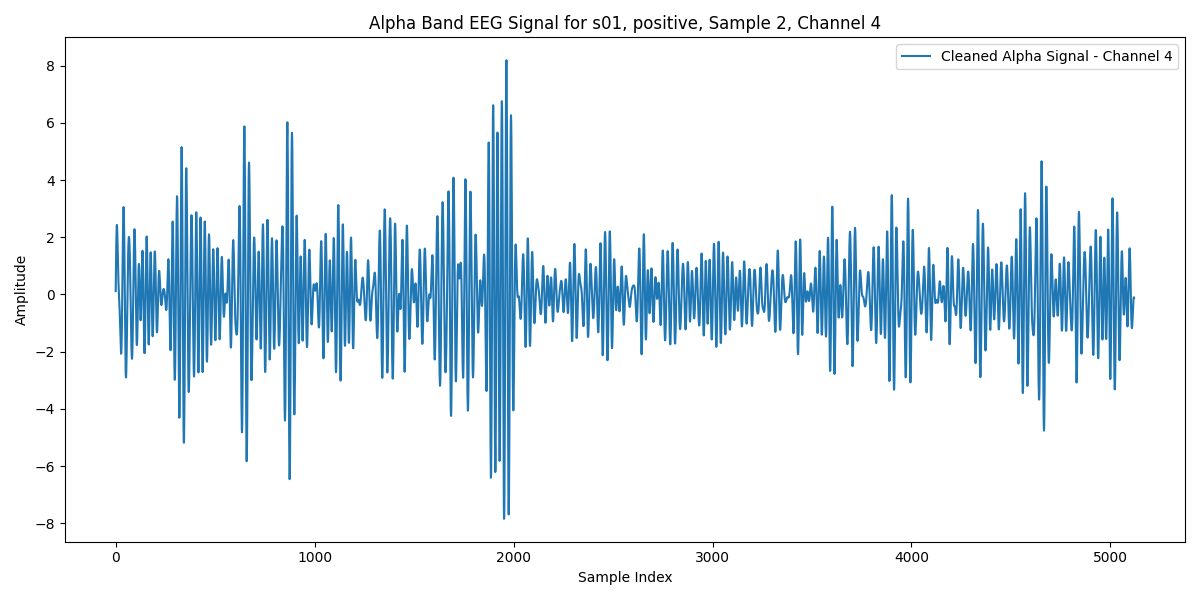 Alpha Band EEG Signal for s01, positive, Sample 2, Channel 4
Cleaned Alpha Signal - Channel 4
Amplitude
8
6
4
2
0
−2
−4
−6
−8
0 1000 2000 3000 4000 5000
Sample Index